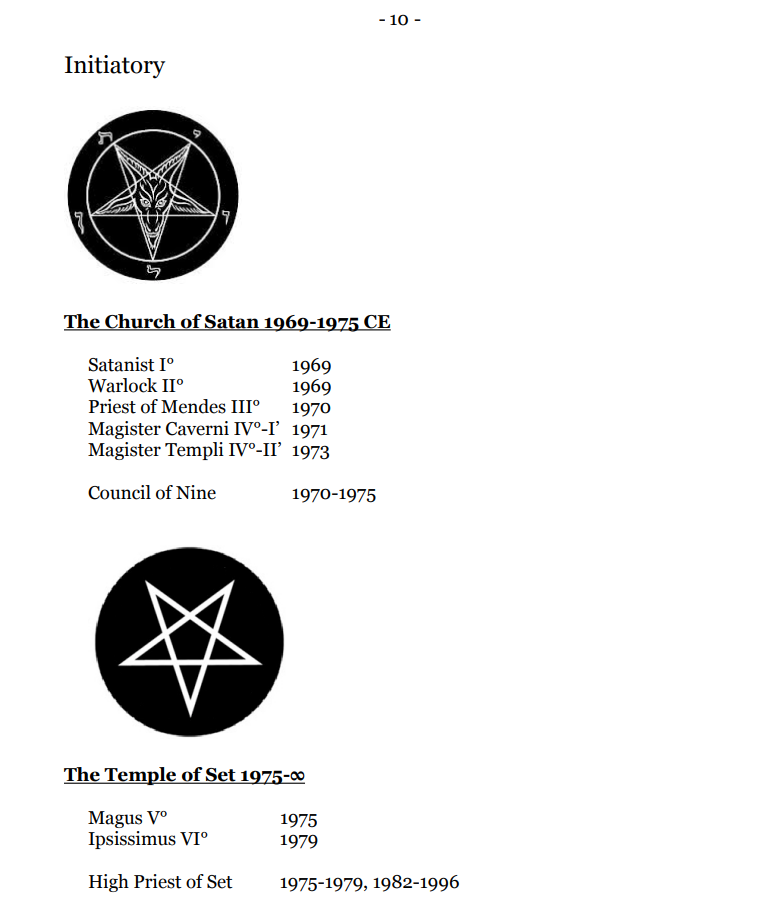 - 10 -
Initiatory
ת
י
ו
ן
ל
The Church of Satan 1969-1975 CE
Satanist I° 1969
Warlock II° 1969
Priest of Mendes III° 1970
Magister Caverni IV°-I’ 1971
Magister Templi IV°-II’ 1973
Council of Nine 1970-1975
The Temple of Set 1975-∞
Magus V° 1975
Ipsissimus VI° 1979
High Priest of Set 1975-1979, 1982-1996